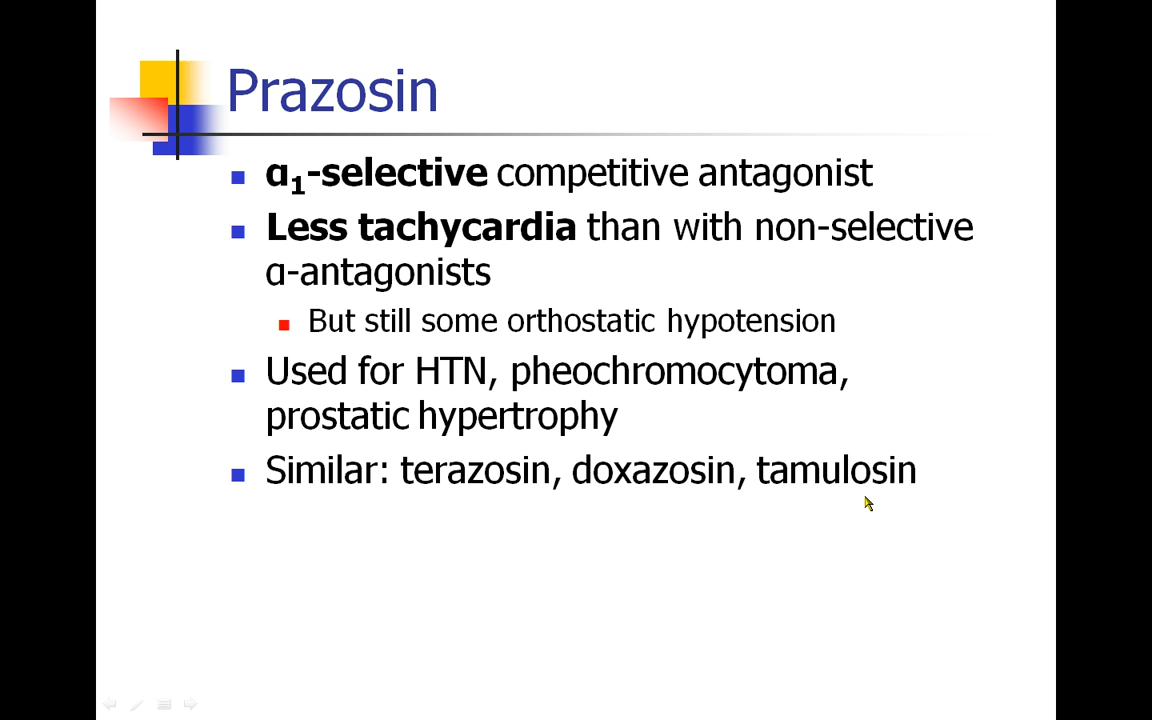 Prazosin
α1-selective competitive antagonist
Less tachycardia than with non-selective
α-antagonists
But still some orthostatic hypotension
Used for HTN, pheochromocytoma,
prostatic hypertrophy
Similar: terazosin, doxazosin, tamulosin